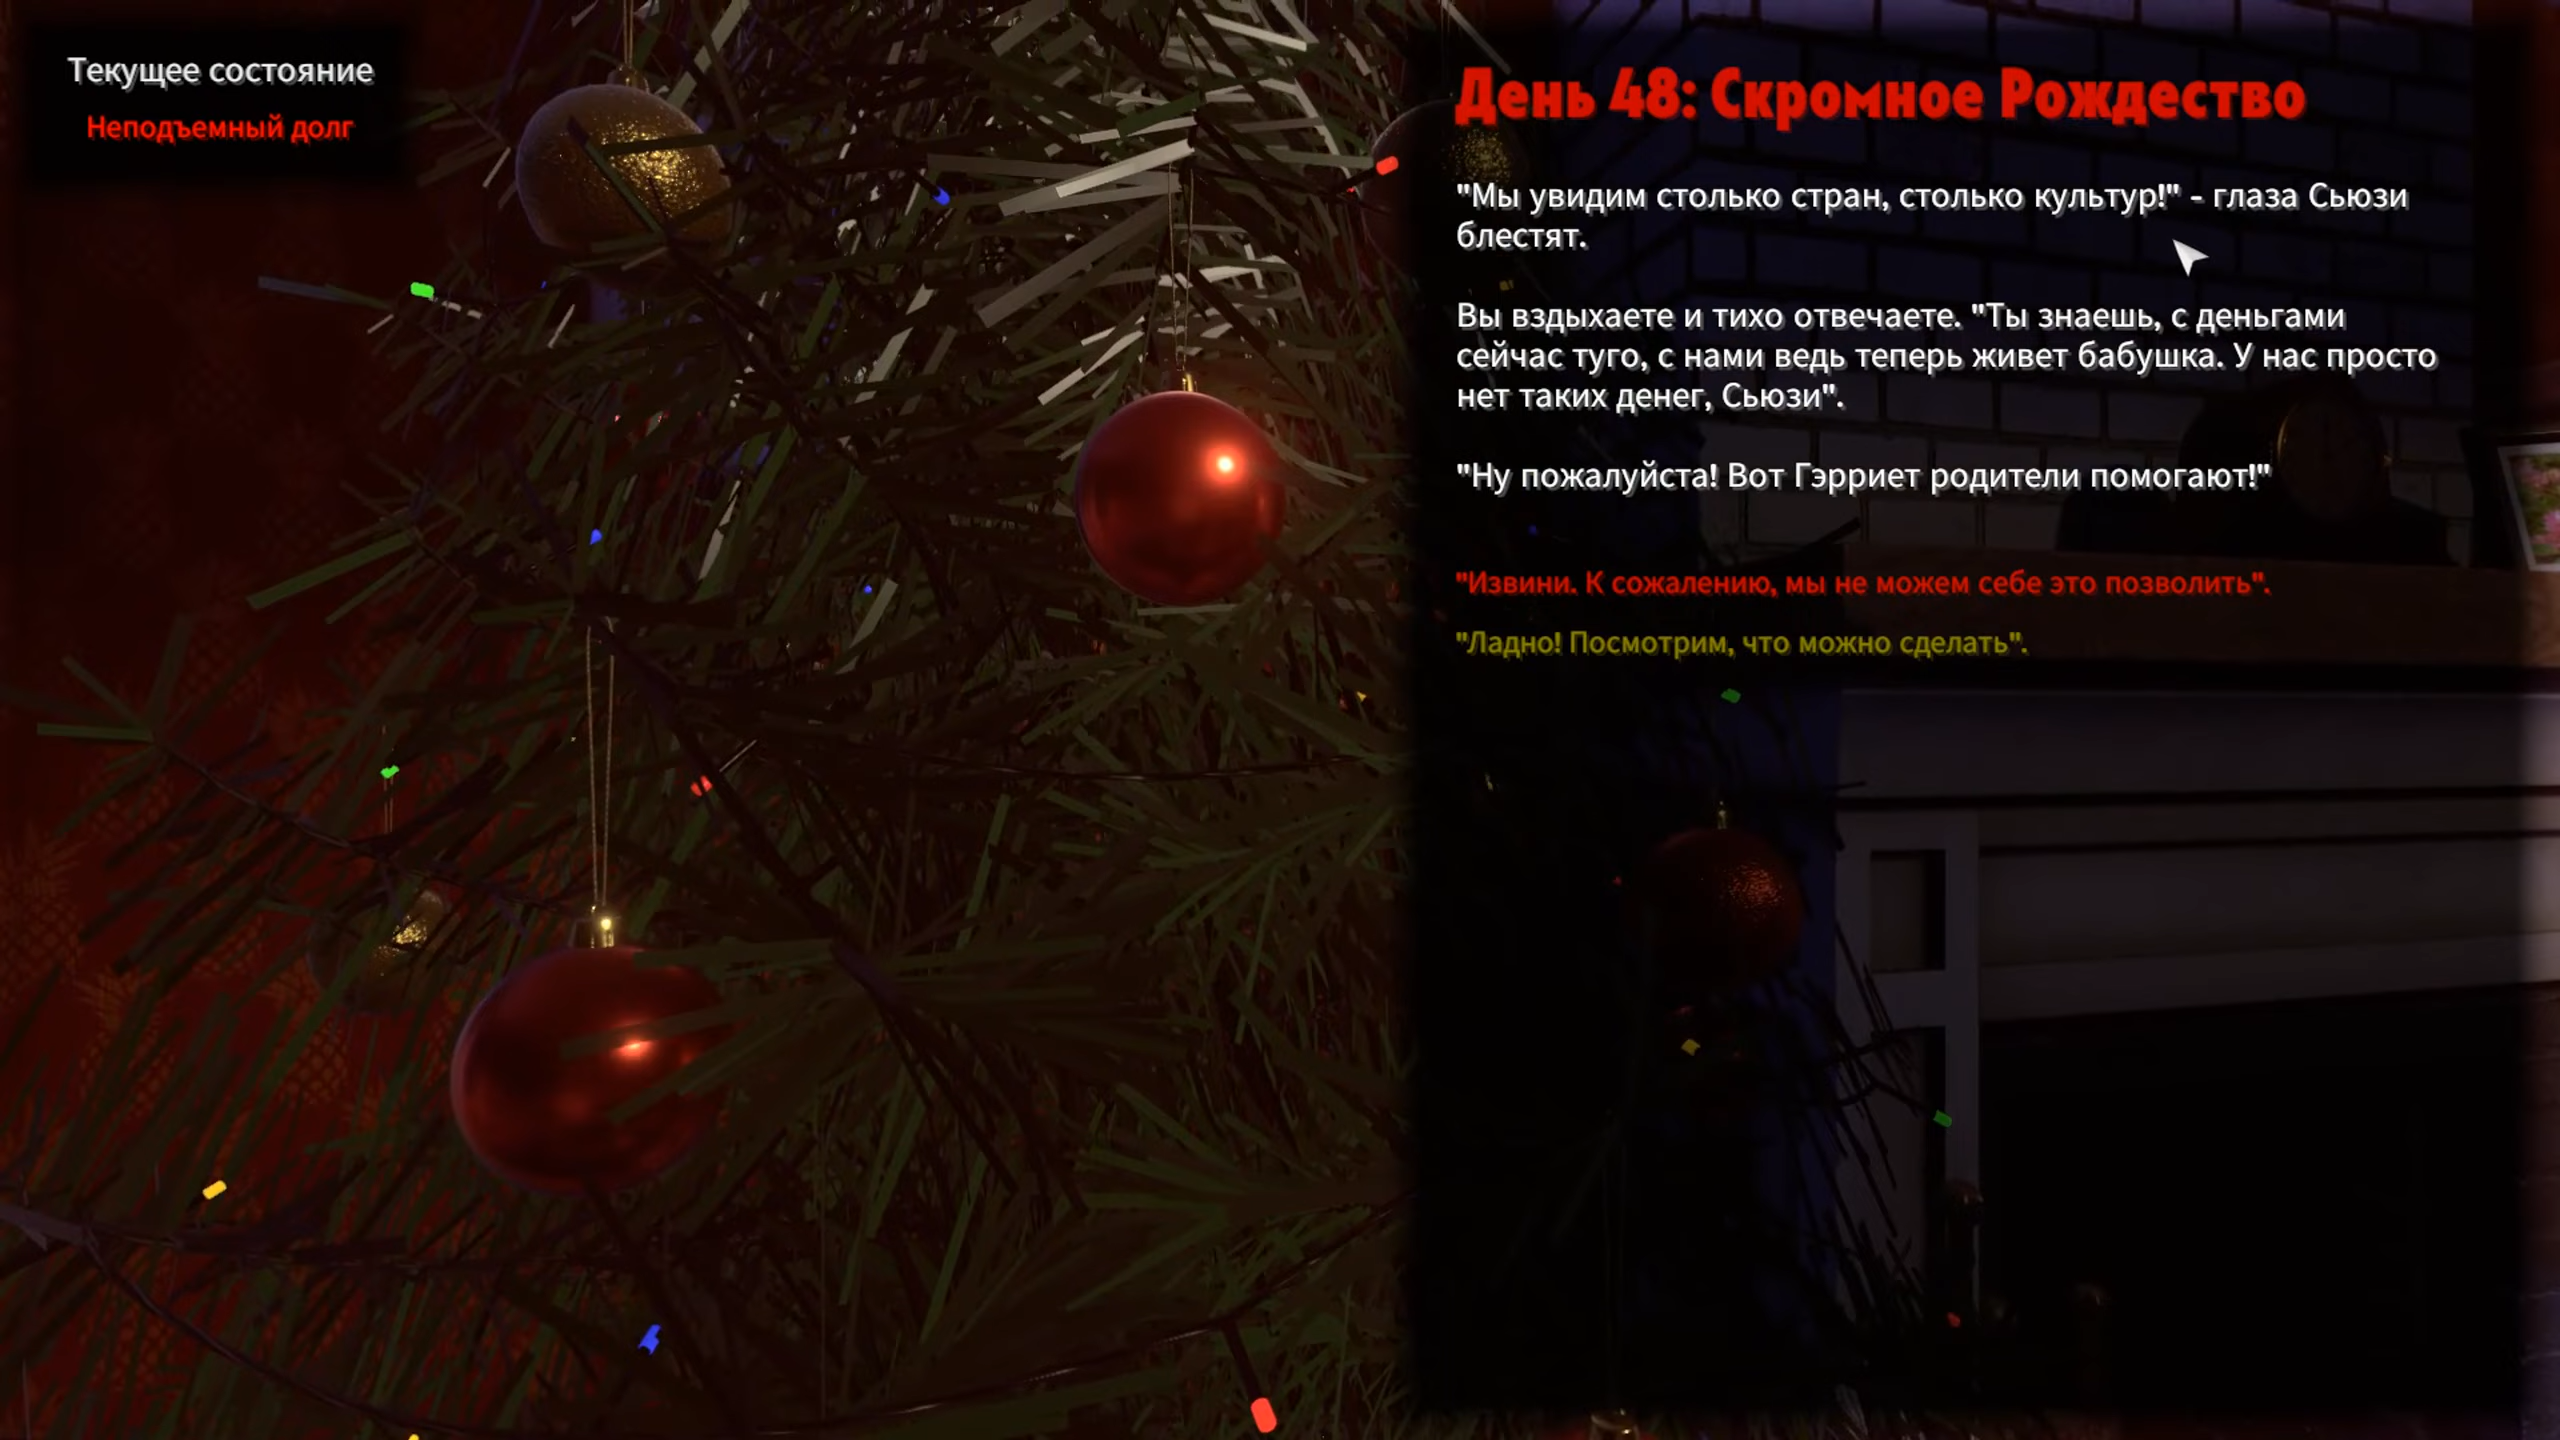 Текущее состояние
Неподъемный долг
День 48: Скромное Рождество
"Мы увидим столько стран, столько культур!" - глаза Сьюзи
блестят.
Вы вздыхаете и тихо отвечаете. "Ты знаешь, с деньгами
сейчас туго, с нами ведь теперь живет бабушка. У нас просто
нет таких денег, Сьюзи".
"Ну пожалуйста! Вот Гэрриет родители помогают!"
"Извини. К сожалению, мы не можем себе это позволить".
"Ладно! Посмотрим, что можно сделать".